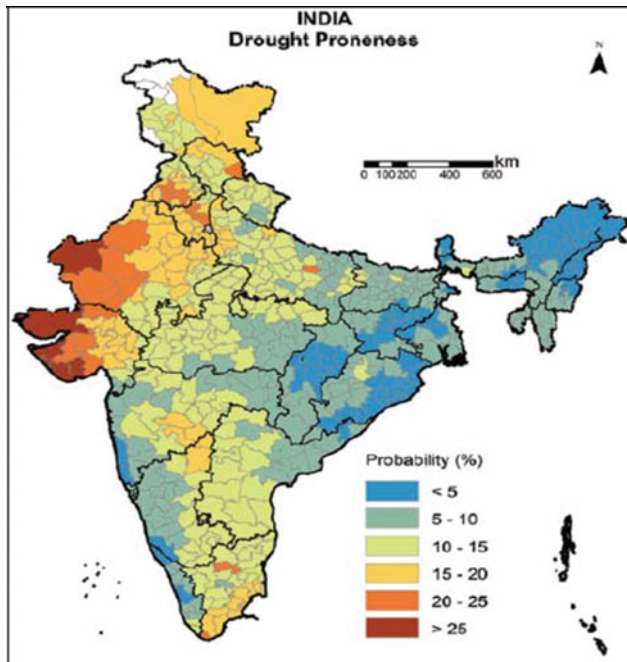 INDIA
Drought Proneness
N
km
0 100 200 400 600
Probability (%)
< 5
5 - 10
10 - 15
15 - 20
20 - 25
> 25